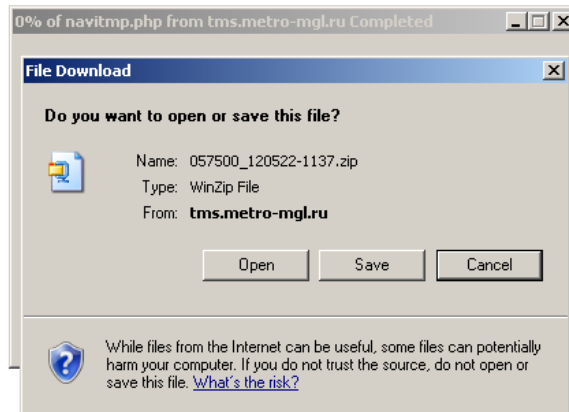 0% of navitmp.php from tms.metro-mgl.ru Completed
File Download
Do you want to open or save this file?
Name: 057500_120522-1137.zip
Type: WinZip File
From: tms.metro-mgl.ru
Open Save Cancel
While files from the Internet can be useful, some files can potentially
harm your computer. If you do not trust the source, do not open or
save this file. What's the risk?